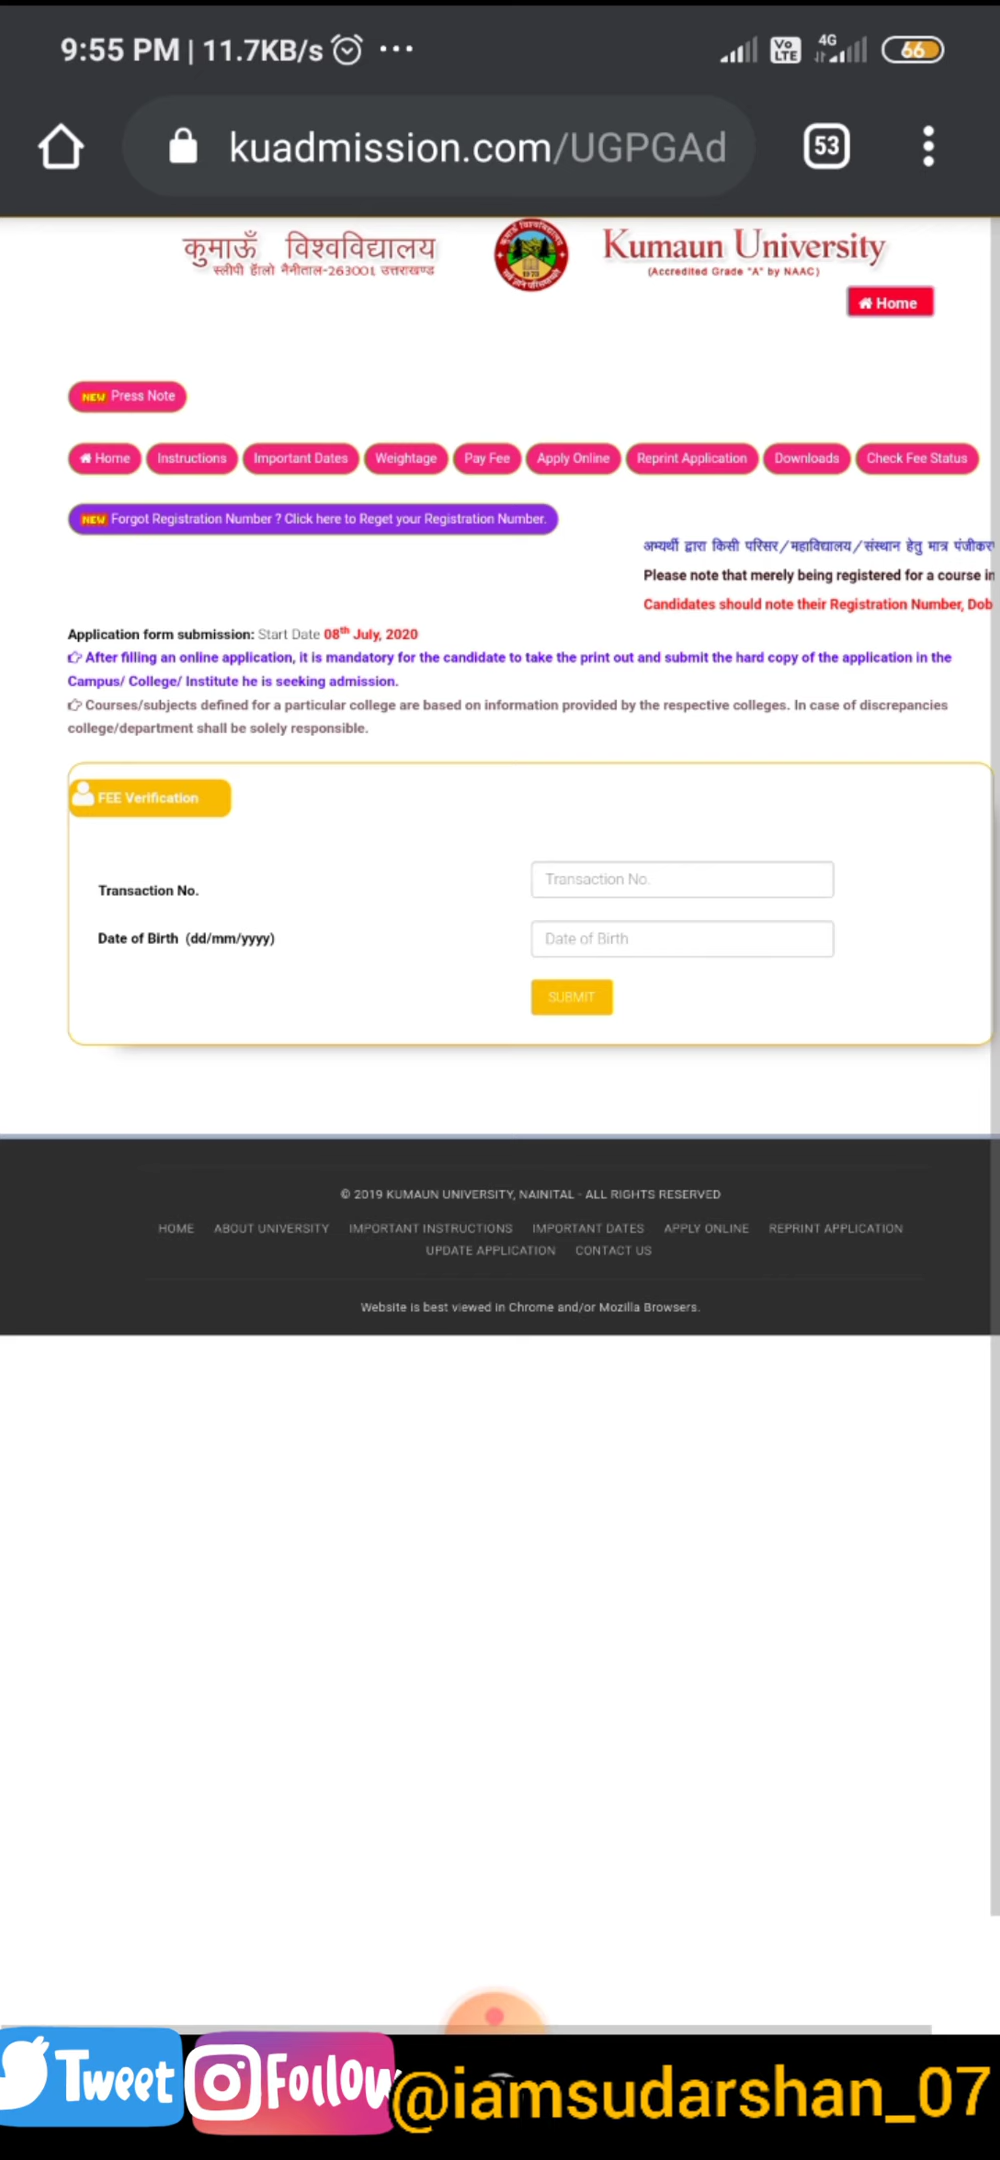 9:55 PM | 11.7KB/s ...
Vo LTE 4G 66
kuadmission.com/UGPGAd
53
कुमाऊँ विश्वविद्यालय
स्लीपी हॅालो नैनीताल-263001, उत्तराखण्ड
Kumaun University
(Accredited Grade "A" by NAAC)
Home
NEW Press Note
Home Instructions Important Dates Weightage Pay Fee Apply Online Reprint Application Downloads Check Fee Status
NEW Forgot Registration Number ? Click here to Reget your Registration Number.
अभ्यर्थी द्वारा किसी परिसर/महाविद्यालय/संस्थान हेतु मात्र पंजीकर
Please note that merely being registered for a course in
Candidates should note their Registration Number, Dob
Application form submission: Start Date 08th July, 2020
After filling an online application, it is mandatory for the candidate to take the print out and submit the hard copy of the application in the
Campus/ College/ Institute he is seeking admission.
Courses/subjects defined for a particular college are based on information provided by the respective colleges. In case of discrepancies
college/department shall be solely responsible.
FEE Verification
Transaction No. Transaction No.
Date of Birth (dd/mm/yyyy) Date of Birth
SUBMIT
© 2019 KUMAUN UNIVERSITY, NAINITAL - ALL RIGHTS RESERVED
HOME ABOUT UNIVERSITY IMPORTANT INSTRUCTIONS IMPORTANT DATES APPLY ONLINE REPRINT APPLICATION
UPDATE APPLICATION CONTACT US
Website is best viewed in Chrome and/or Mozilla Browsers.
Tweet Follow @iamsudarshan_07